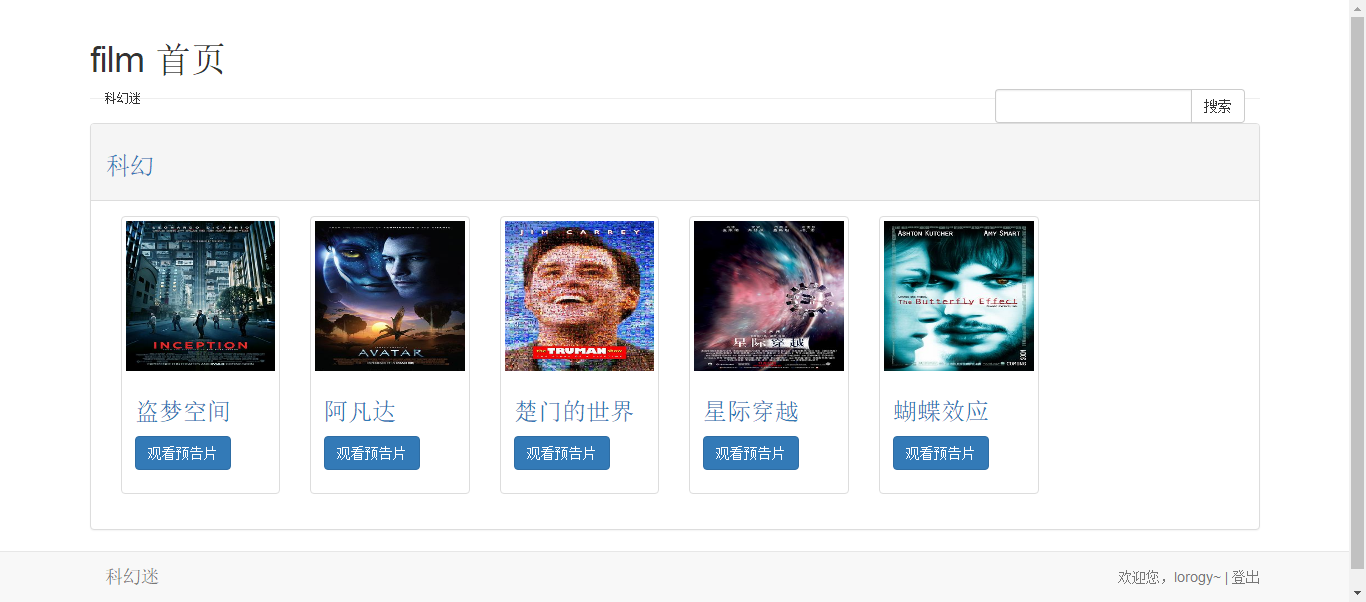 film 首页
科幻迷
搜索
科幻
LEONARDO DICAPRIO
INCEPTION
AVATAR
JIM CARREY
THE TRUMAN show
星际穿越
ASHTON KUTCHER AMY SMART
The Butterfly Effect
盗梦空间
阿凡达
楚门的世界
星际穿越
蝴蝶效应
观看预告片
观看预告片
观看预告片
观看预告片
观看预告片
科幻迷
欢迎您，lorogy~ | 登出